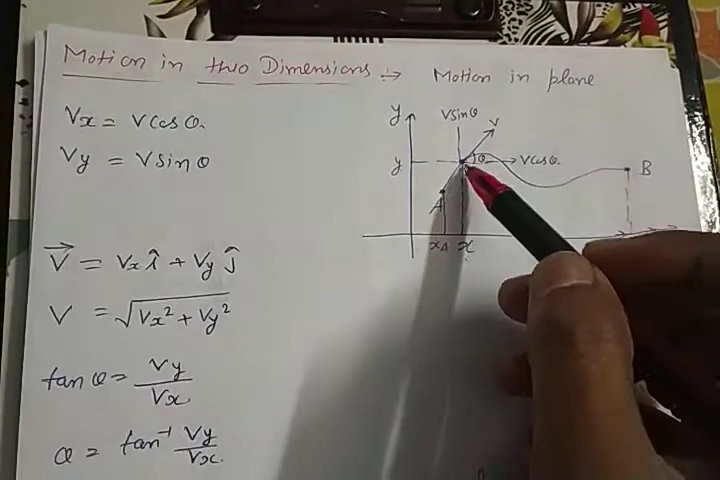 Motion in two Dimensions :→ Motion in plane
Vx = V cos θ.
Vy = V sin θ
V⃗ = Vx î + Vy ĵ
V = √(Vx² + Vy²)
tan θ = Vy/Vx
θ = tan⁻¹ Vy/Vx
y
V sin θ
V
y
θ
V cos θ.
B
A
xA
x